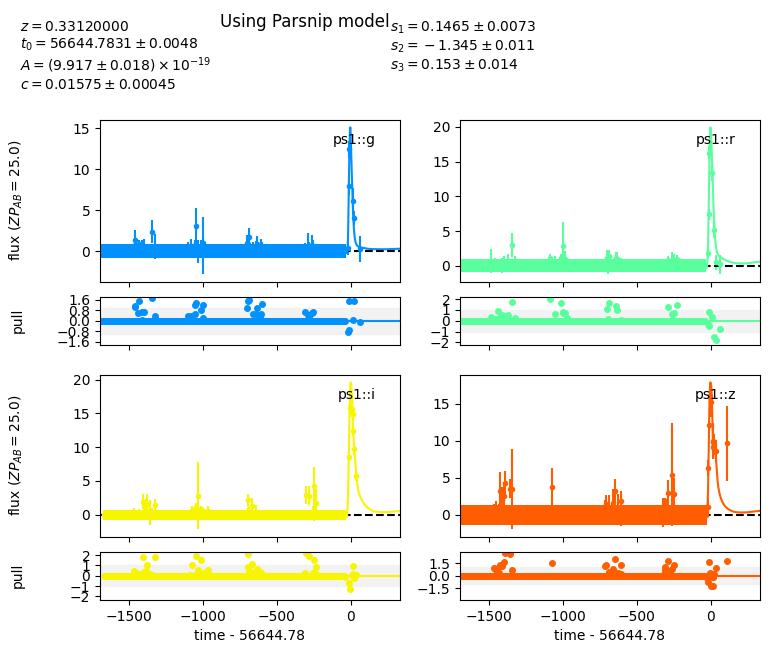 Using Parsnip model
z = 0.33120000
t0 = 56644.7831 ± 0.0048
A = (9.917 ± 0.018) × 10^−19
c = 0.01575 ± 0.00045
s1 = 0.1465 ± 0.0073
s2 = −1.345 ± 0.011
s3 = 0.153 ± 0.014
flux (ZP_AB = 25.0)
15
10
5
0
ps1::g
20
15
10
5
0
ps1::r
pull
1.6
0.8
0.0
−0.8
−1.6
2
1
0
−1
−2
flux (ZP_AB = 25.0)
20
15
10
5
0
ps1::i
15
10
5
0
ps1::z
pull
2
1
0
−1
−2
1.5
0.0
−1.5
−1500 −1000 −500 0
−1500 −1000 −500 0
time - 56644.78
time - 56644.78